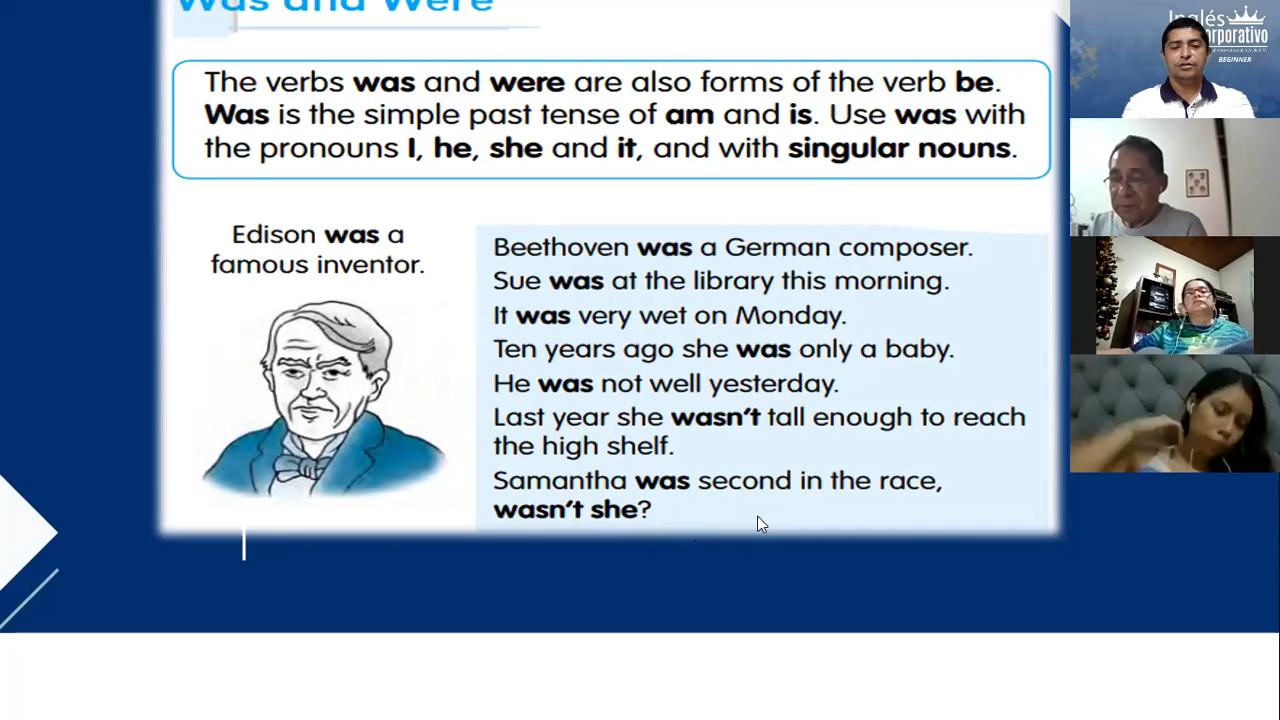 Was and Were
The verbs was and were are also forms of the verb be.
Was is the simple past tense of am and is. Use was with
the pronouns I, he, she and it, and with singular nouns.
Edison was a
famous inventor.
Beethoven was a German composer.
Sue was at the library this morning.
It was very wet on Monday.
Ten years ago she was only a baby.
He was not well yesterday.
Last year she wasn't tall enough to reach
the high shelf.
Samantha was second in the race,
wasn't she?
Inglés
orporativo
BEGINNER